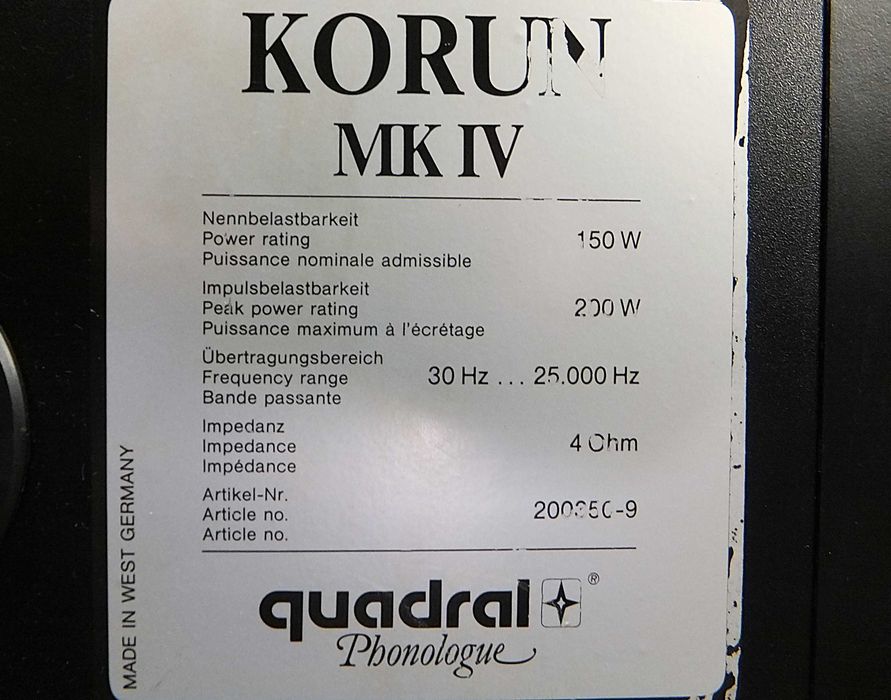 KORUN
MK IV
Nennbelastbarkeit
Power rating 150 W
Puissance nominale admissible
Impulsbelastbarkeit
Peak power rating 200 W
Puissance maximum à l'écrétage
Übertragungsbereich
Frequency range 30 Hz ... 25.000 Hz
Bande passante
Impedanz
Impedance 4 Ohm
Impédance
Artikel-Nr.
Article no.
Article no.
quadral ®
Phonologue
MADE IN WEST GERMANY